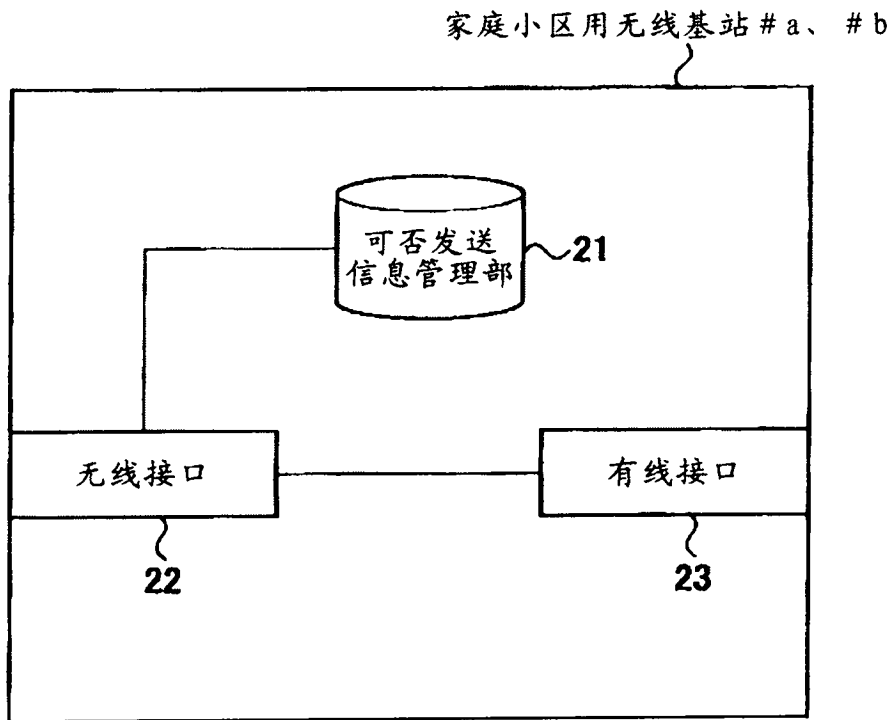 家庭小区用无线基站＃a、＃b
可否发送
信息管理部
21
无线接口
有线接口
22
23